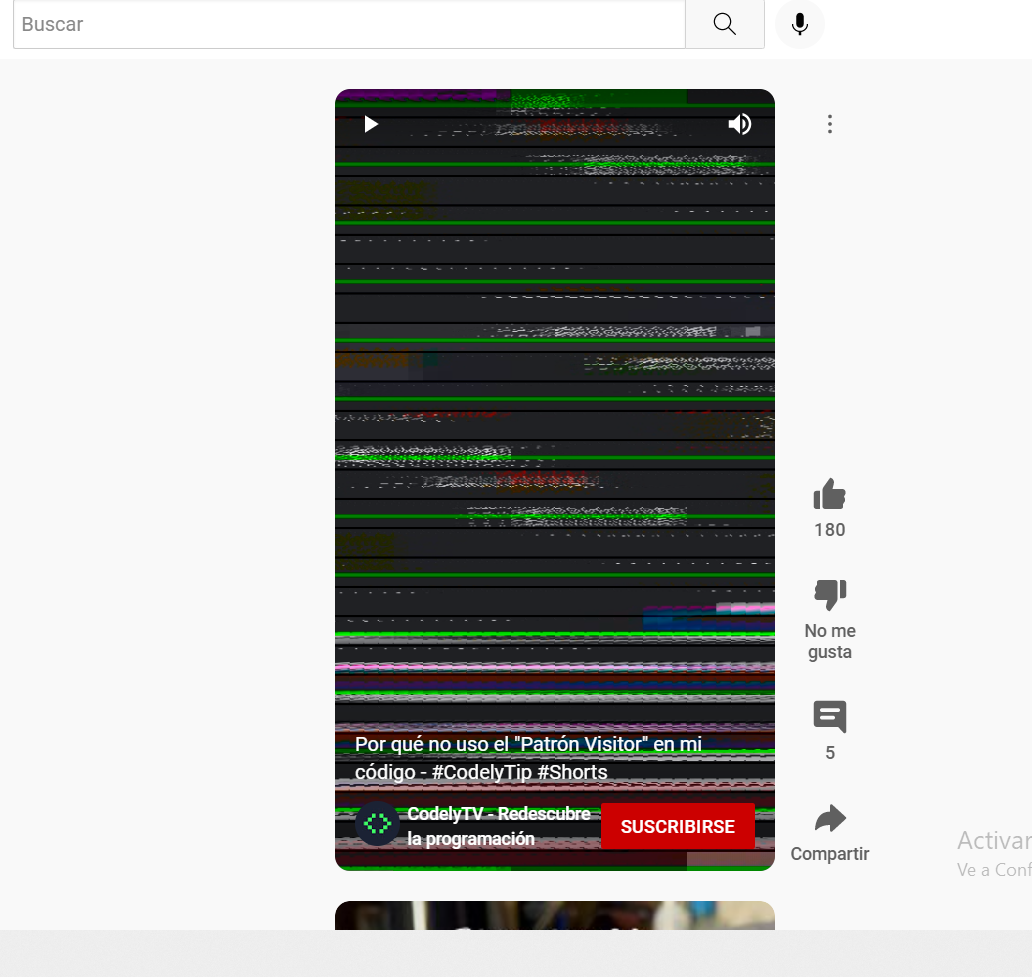 Buscar
180
No me
gusta
5
Por qué no uso el "Patrón Visitor" en mi
código - #CodelyTip #Shorts
CodelyTV - Redescubre
la programación
SUSCRIBIRSE
Compartir
Activar
Ve a Conf